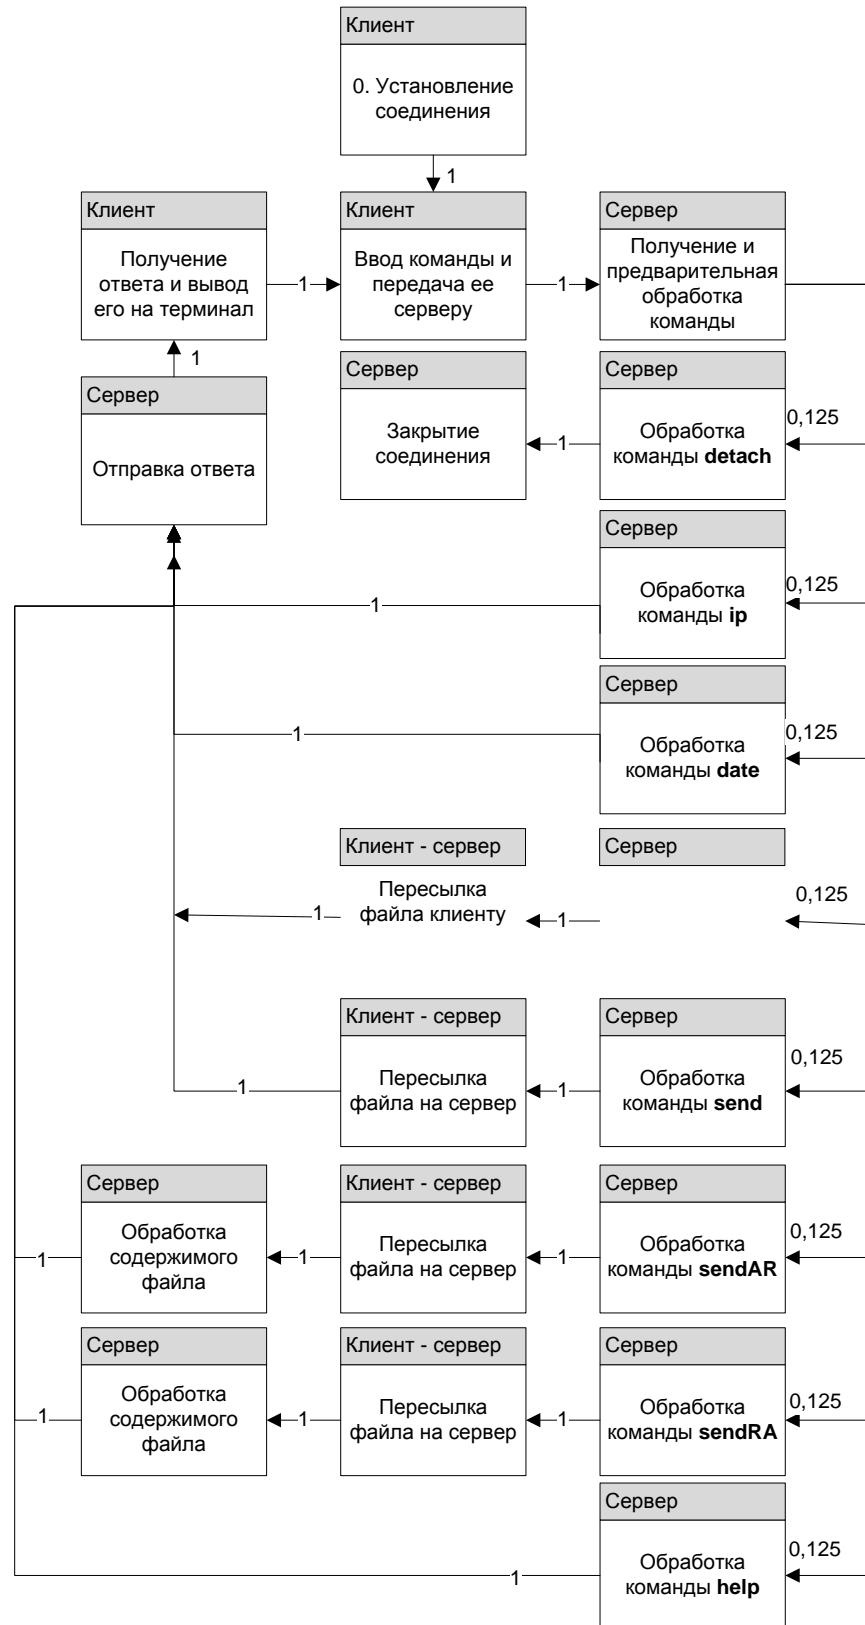 Клиент
0. Установление
соединения
1
Клиент
Получение
ответа и вывод
его на терминал
1
Клиент
Ввод команды и
передача ее
серверу
1
Сервер
Получение и
предварительная
обработка
команды
1
Сервер
Отправка ответа
Сервер
Закрытие
соединения
1
Сервер
Обработка
команды detach
0,125
1
Сервер
Обработка
команды ip
0,125
1
Сервер
Обработка
команды date
0,125
1
Клиент - сервер
Пересылка
файла клиенту
1
Сервер
0,125
1
Клиент - сервер
Пересылка
файла на сервер
1
Сервер
Обработка
команды send
0,125
1
Сервер
Обработка
содержимого
файла
1
Клиент - сервер
Пересылка
файла на сервер
1
Сервер
Обработка
команды sendAR
0,125
1
Сервер
Обработка
содержимого
файла
1
Клиент - сервер
Пересылка
файла на сервер
1
Сервер
Обработка
команды sendRA
0,125
1
Сервер
Обработка
команды help
0,125